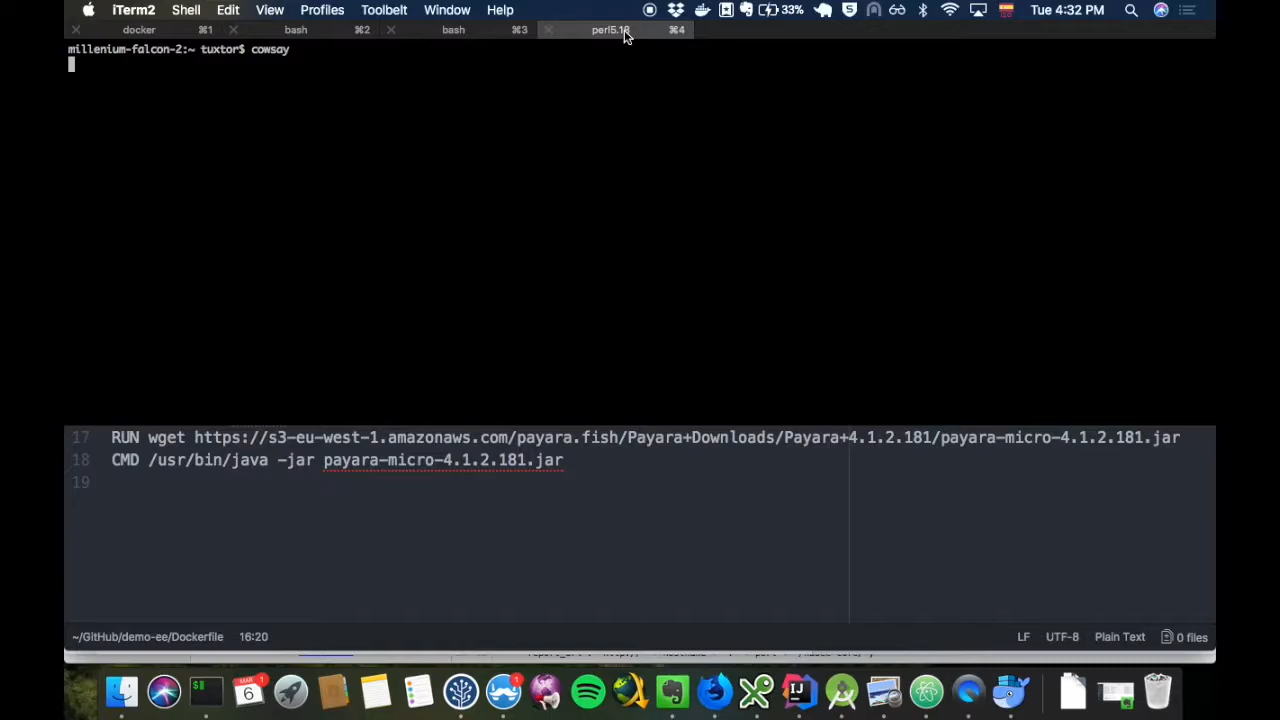 iTerm2 Shell Edit View Profiles Toolbelt Window Help 33% Tue 4:32 PM
docker ⌘1 bash ⌘2 bash ⌘3 perl5.18 ⌘4
millenium-falcon-2:~ tuxtor$ cowsay
17 RUN wget https://s3-eu-west-1.amazonaws.com/payara.fish/Payara+Downloads/Payara+4.1.2.181/payara-micro-4.1.2.181.jar
18 CMD /usr/bin/java -jar payara-micro-4.1.2.181.jar
19
~/GitHub/demo-ee/Dockerfile 16:20 LF UTF-8 Plain Text 0 files
MAR 1
6
1